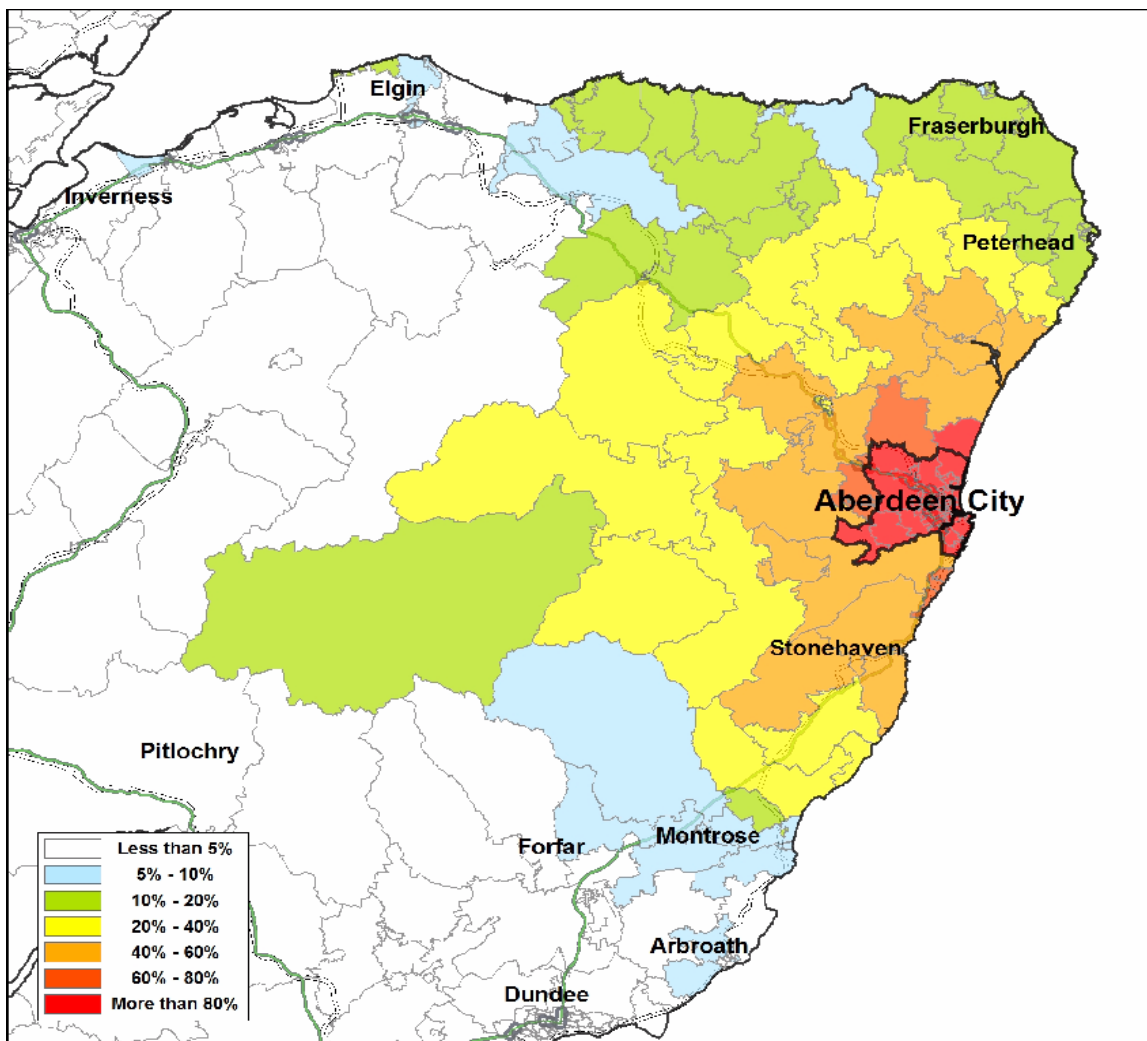 Elgin
Fraserburgh
Inverness
Peterhead
Aberdeen City
Stonehaven
Pitlochry
Forfar
Montrose
Arbroath
Dundee
Less than 5%
5% - 10%
10% - 20%
20% - 40%
40% - 60%
60% - 80%
More than 80%